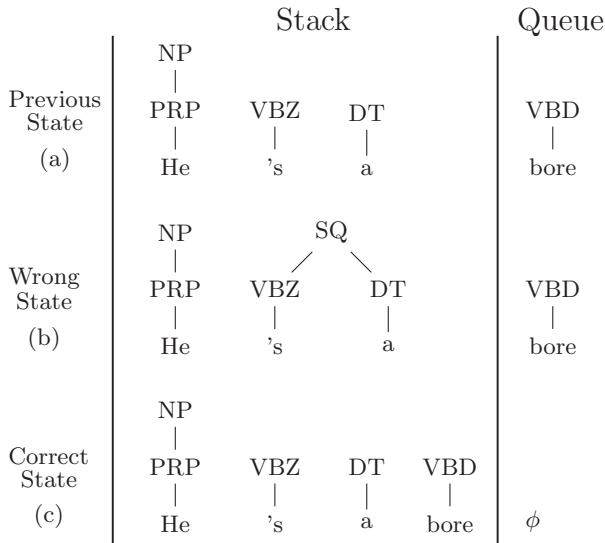 Stack Queue
NP
Previous
State
(a)
PRP VBZ DT VBD
He 's a bore
NP SQ
Wrong
State
(b)
PRP VBZ DT VBD
He 's a bore
NP
Correct
State
(c)
PRP VBZ DT VBD
He 's a bore ϕ